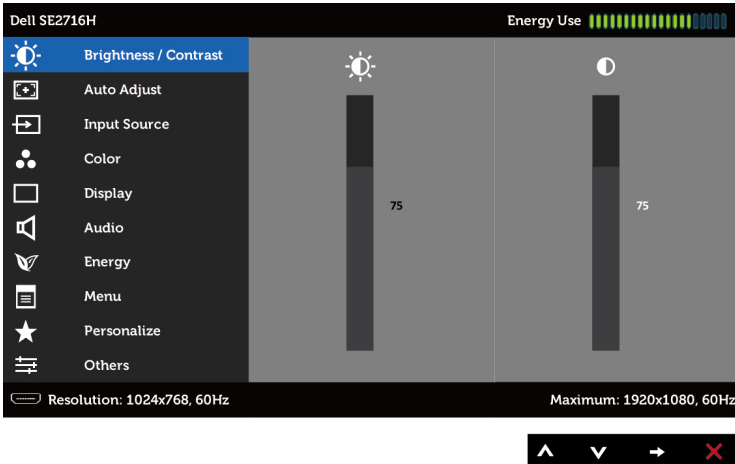 Dell SE2716H
Energy Use
Brightness / Contrast
Auto Adjust
Input Source
Color
Display
Audio
Energy
Menu
Personalize
Others
75
75
Resolution: 1024x768, 60Hz
Maximum: 1920x1080, 60Hz